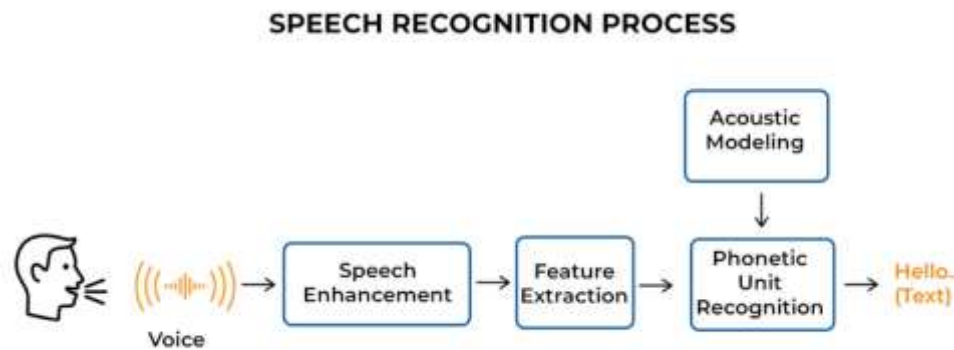 SPEECH RECOGNITION PROCESS
Acoustic
Modeling
Speech
Enhancement
Feature
Extraction
Phonetic
Unit
Recognition
Hello.
(Text)
Voice